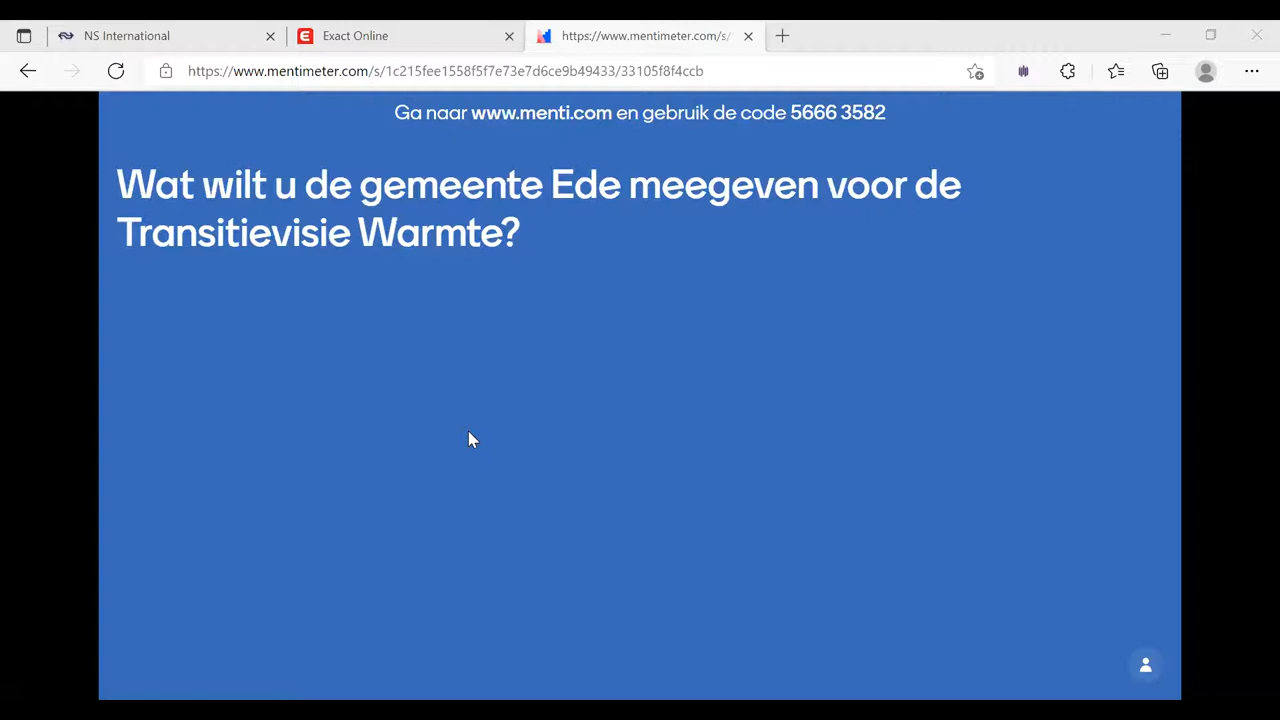 NS International
Exact Online
https://www.mentimeter.com/s/
https://www.mentimeter.com/s/1c215fee1558f5f7e73e7d6ce9b49433/33105f8f4ccb
Ga naar www.menti.com en gebruik de code 5666 3582
Wat wilt u de gemeente Ede meegeven voor de
Transitievisie Warmte?